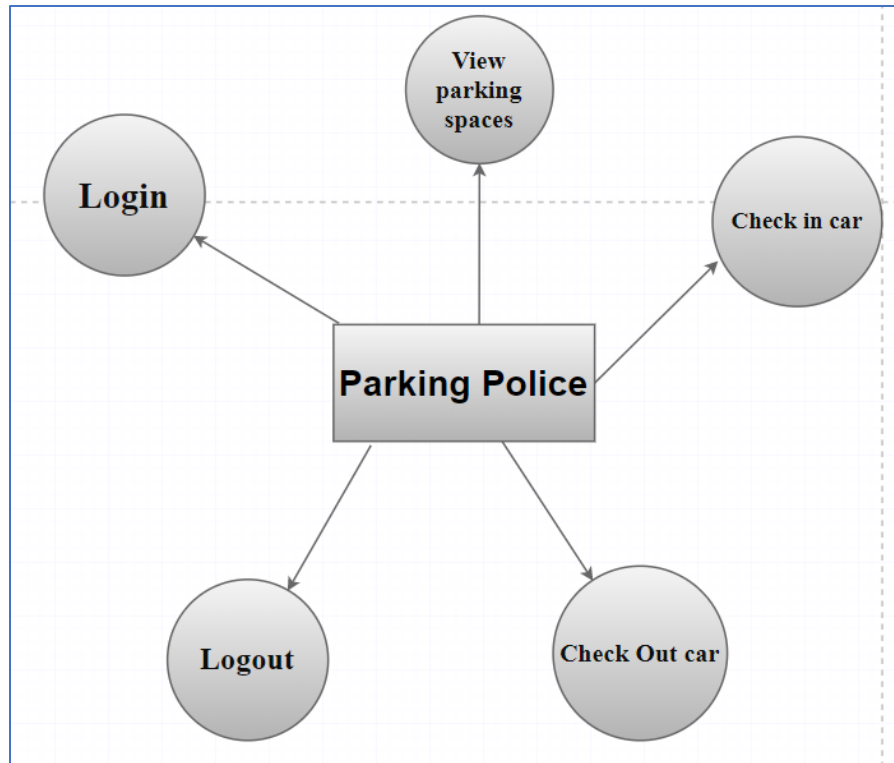 View
parking
spaces
Login
Check in car
Parking Police
Logout
Check Out car